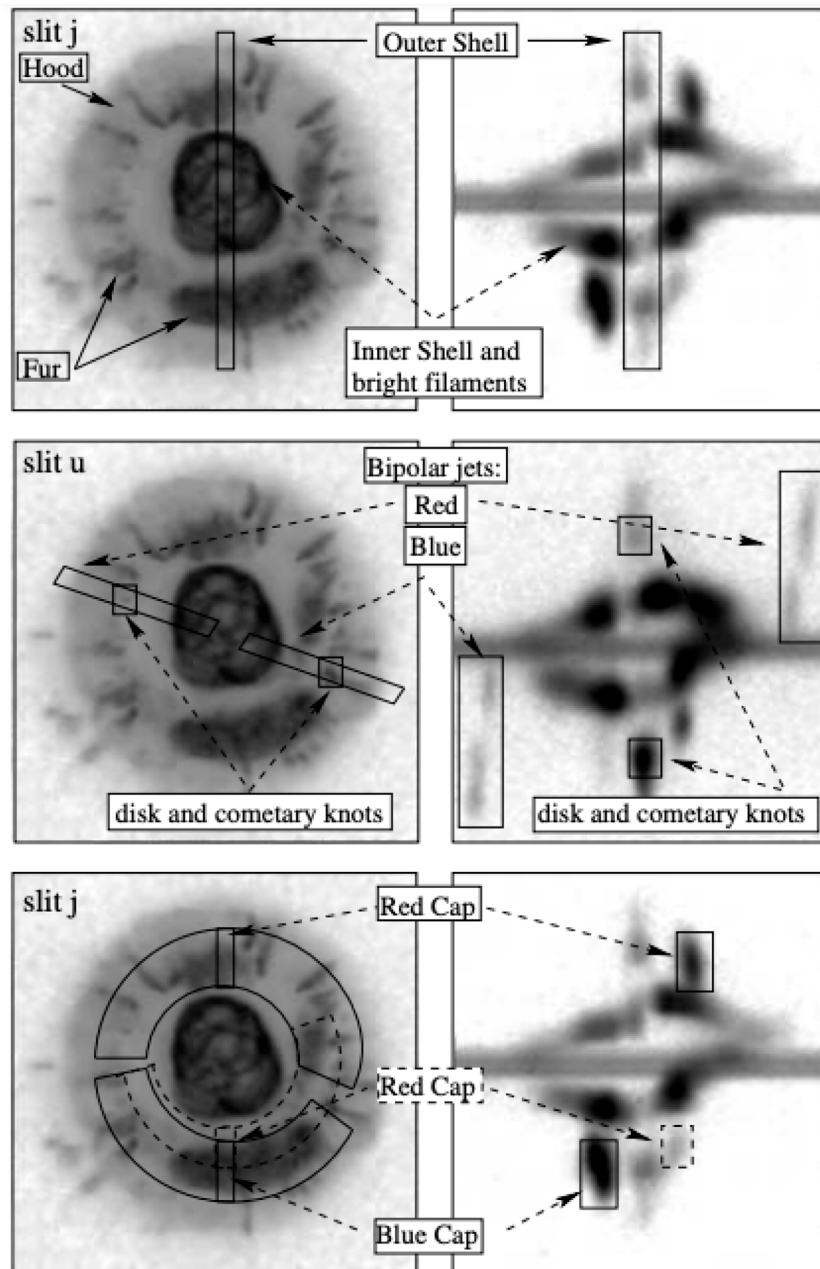 slit j
Outer Shell
Hood
Inner Shell and
bright filaments
Fur
slit u
Bipolar jets:
Red
Blue
disk and cometary knots
disk and cometary knots
slit j
Red Cap
Red Cap
Blue Cap